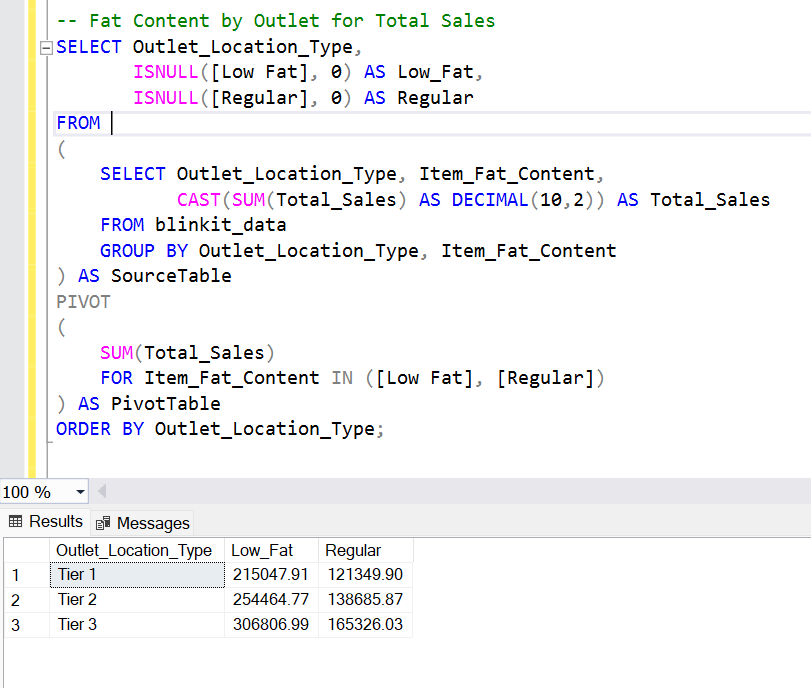 -- Fat Content by Outlet for Total Sales
SELECT Outlet_Location_Type,
       ISNULL([Low Fat], 0) AS Low_Fat,
       ISNULL([Regular], 0) AS Regular
FROM
(
    SELECT Outlet_Location_Type, Item_Fat_Content,
           CAST(SUM(Total_Sales) AS DECIMAL(10,2)) AS Total_Sales
    FROM blinkit_data
    GROUP BY Outlet_Location_Type, Item_Fat_Content
) AS SourceTable
PIVOT
(
    SUM(Total_Sales)
    FOR Item_Fat_Content IN ([Low Fat], [Regular])
) AS PivotTable
ORDER BY Outlet_Location_Type;
100 %
Results Messages
Outlet_Location_Type Low_Fat Regular
1 Tier 1 215047.91 121349.90
2 Tier 2 254464.77 138685.87
3 Tier 3 306806.99 165326.03